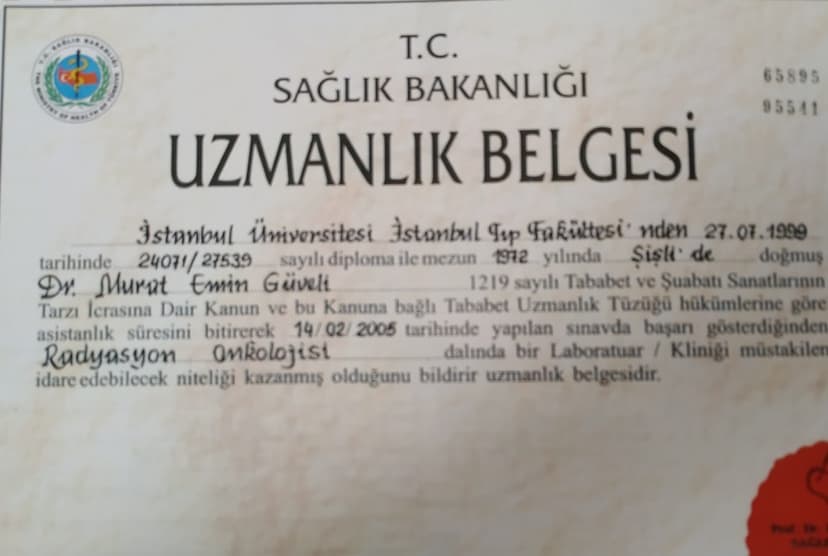 T.C.
SAĞLIK BAKANLIĞI
65895
95541
UZMANLIK BELGESİ
İstanbul Üniversitesi İstanbul Tıp Fakültesi'nden 27.07.1999
tarihinde 24071/27539 sayılı diploma ile mezun 1972 yılında Şişli'de doğmuş
Dr. Murat Emin Güveli 1219 sayılı Tababet ve Şuabatı Sanatlarının
Tarzı İcrasına Dair Kanun ve bu Kanuna bağlı Tababet Uzmanlık Tüzüğü hükümlerine göre
asistanlık süresini bitirerek 14/02/2005 tarihinde yapılan sınavda başarı gösterdiğinden
Radyasyon Onkolojisi dalında bir Laboratuar / Kliniği müstakilen
idare edebilecek niteliği kazanmış olduğunu bildirir uzmanlık belgesidir.
Prof. Dr.